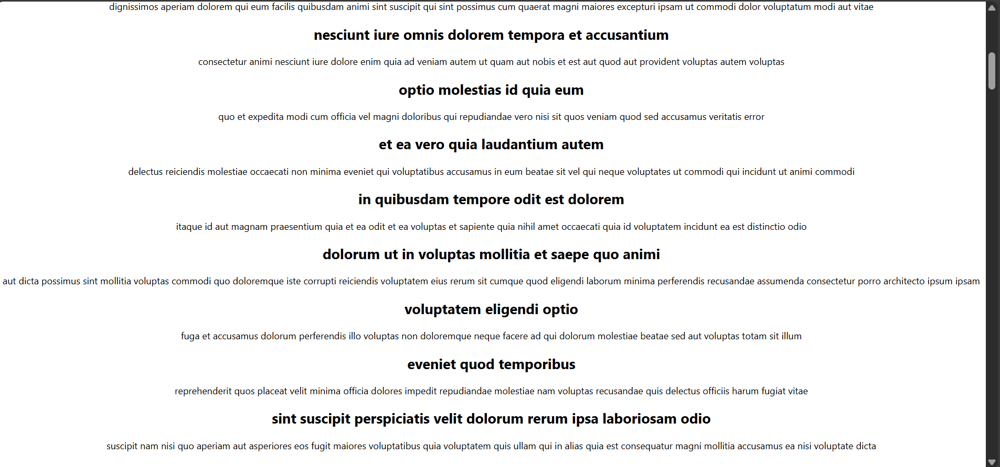 dignissimos aperiam dolorem qui eum facilis quibusdam animi sint suscipit qui sint possimus cum quaerat magni maiores excepturi ipsam ut commodi dolor voluptatum modi aut vitae
nesciunt iure omnis dolorem tempora et accusantium
consectetur animi nesciunt iure dolore enim quia ad veniam autem ut quam aut nobis et est aut quod aut provident voluptas autem voluptas
optio molestias id quia eum
quo et expedita modi cum officia vel magni doloribus qui repudiandae vero nisi sit quos veniam quod sed accusamus veritatis error
et ea vero quia laudantium autem
delectus reiciendis molestiae occaecati non minima eveniet qui voluptatibus accusamus in eum beatae sit vel qui neque voluptates ut commodi qui incidunt ut animi commodi
in quibusdam tempore odit est dolorem
itaque id aut magnam praesentium quia et ea odit et ea voluptas et sapiente quia nihil amet occaecati quia id voluptatem incidunt ea est distinctio odio
dolorum ut in voluptas mollitia et saepe quo animi
aut dicta possimus sint mollitia voluptas commodi quo doloremque iste corrupti reiciendis voluptatem eius rerum sit cumque quod eligendi laborum minima perferendis recusandae assumenda consectetur porro architecto ipsum ipsam
voluptatem eligendi optio
fuga et accusamus dolorum perferendis illo voluptas non doloremque neque facere ad qui dolorum molestiae beatae sed aut voluptas totam sit illum
eveniet quod temporibus
reprehenderit quos placeat velit minima officia dolores impedit repudiandae molestiae nam voluptas recusandae quis delectus officiis harum fugiat vitae
sint suscipit perspiciatis velit dolorum rerum ipsa laboriosam odio
suscipit nam nisi quo aperiam aut asperiores eos fugit maiores voluptatibus quia voluptatem quis ullam qui in alias quia est consequatur magni mollitia accusamus ea nisi voluptate dicta